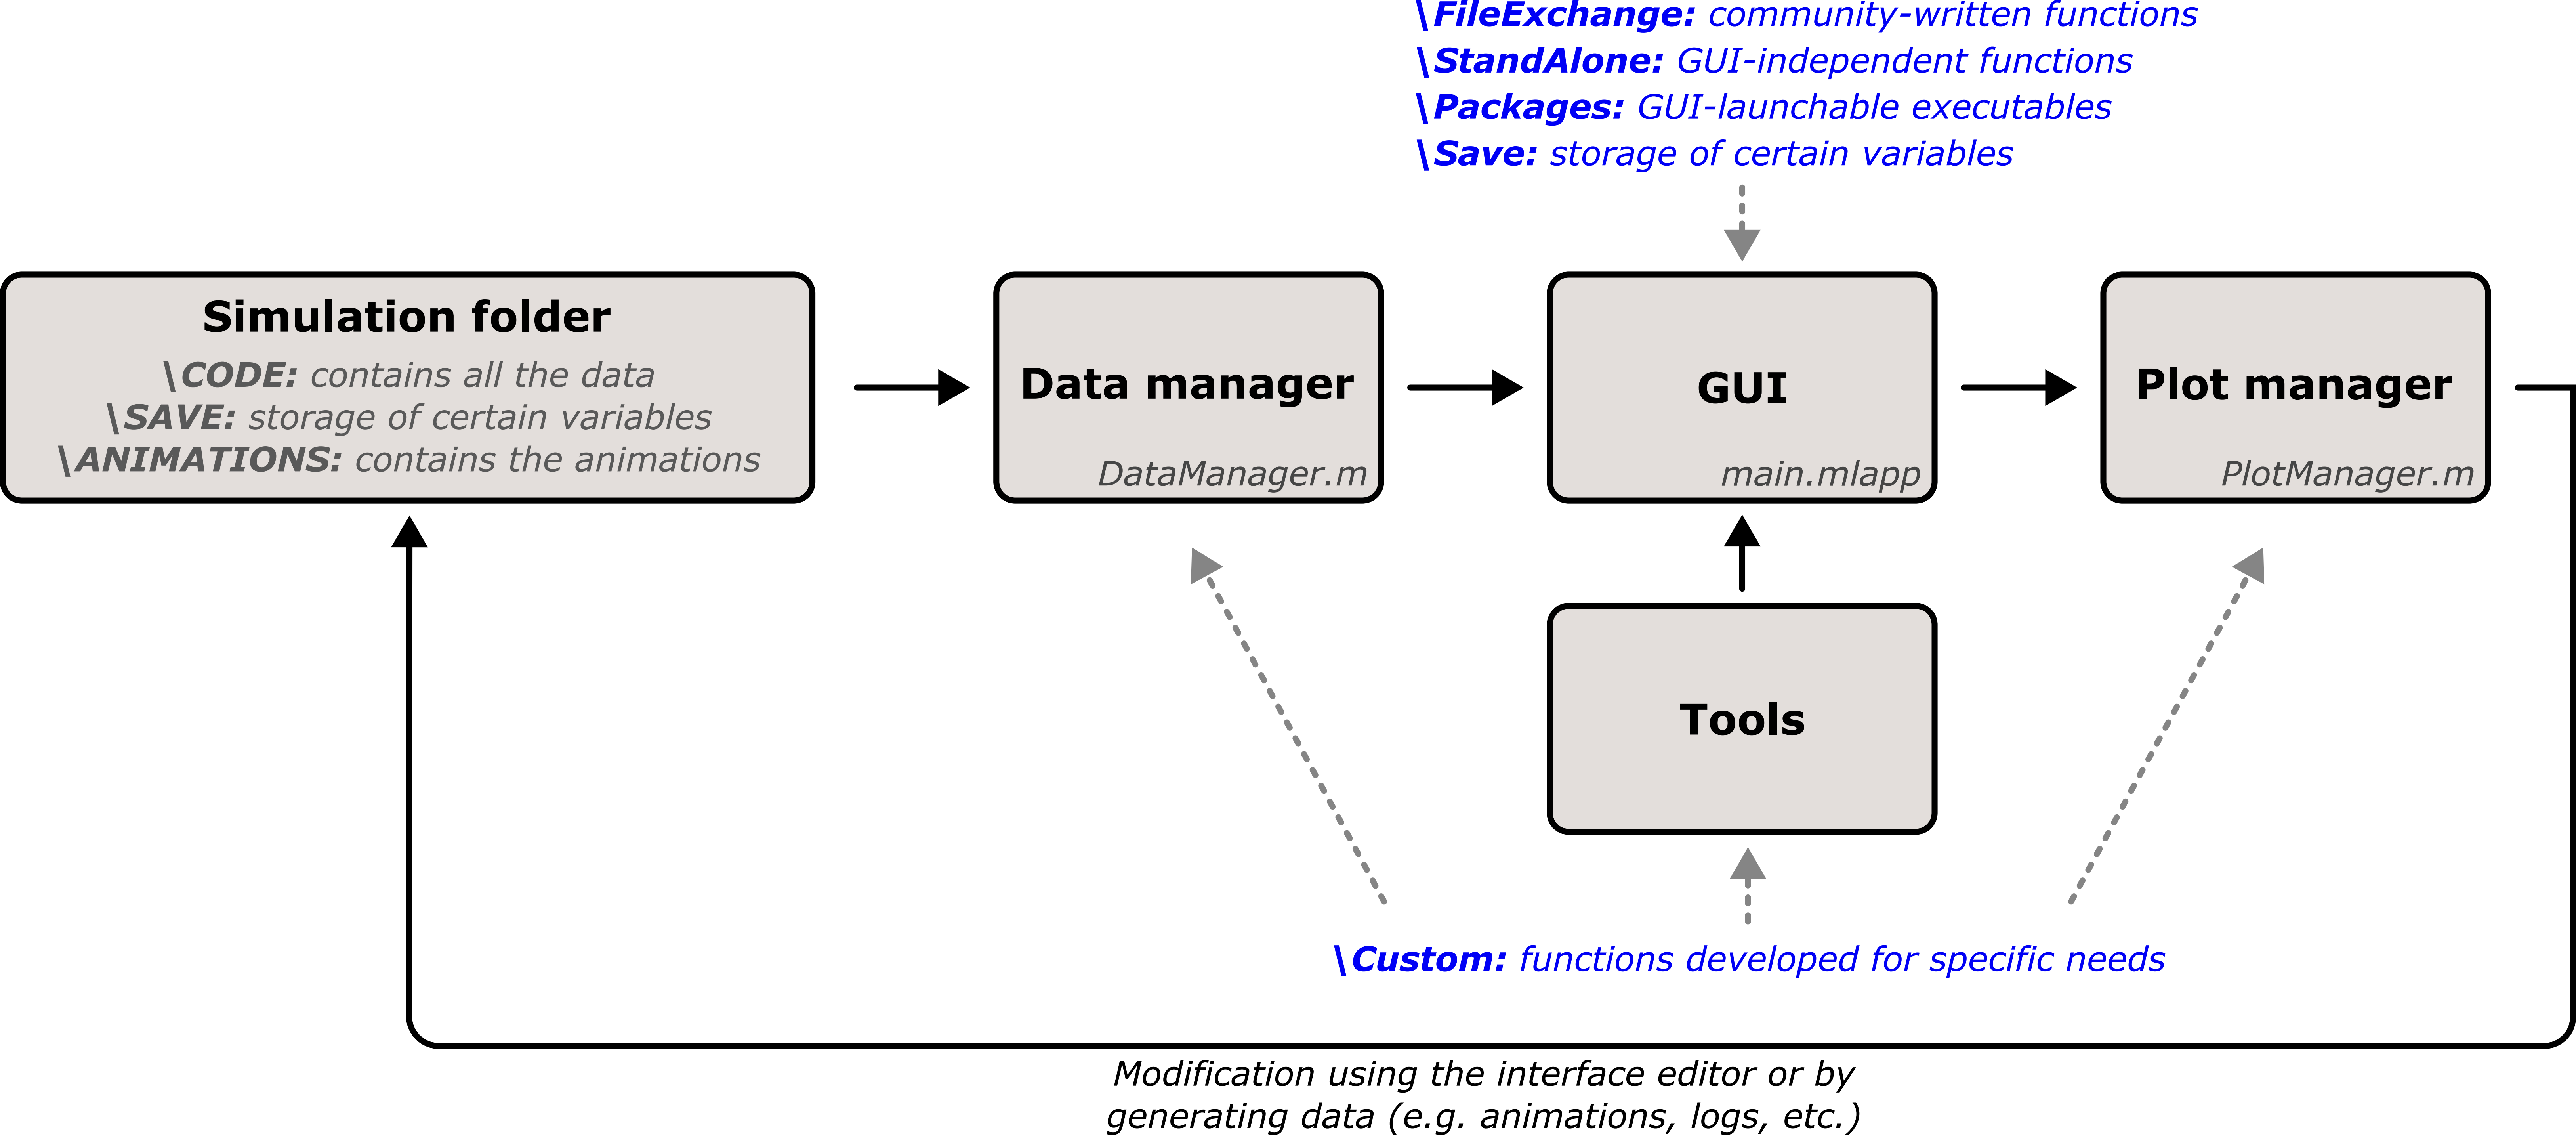 \FileExchange: community-written functions
\StandAlone: GUI-independent functions
\Packages: GUI-launchable executables
\Save: storage of certain variables
Simulation folder
\CODE: contains all the data
\SAVE: storage of certain variables
\ANIMATIONS: contains the animations
Data manager
DataManager.m
GUI
main.mlapp
Plot manager
PlotManager.m
Tools
\Custom: functions developed for specific needs
Modification using the interface editor or by
generating data (e.g. animations, logs, etc.)